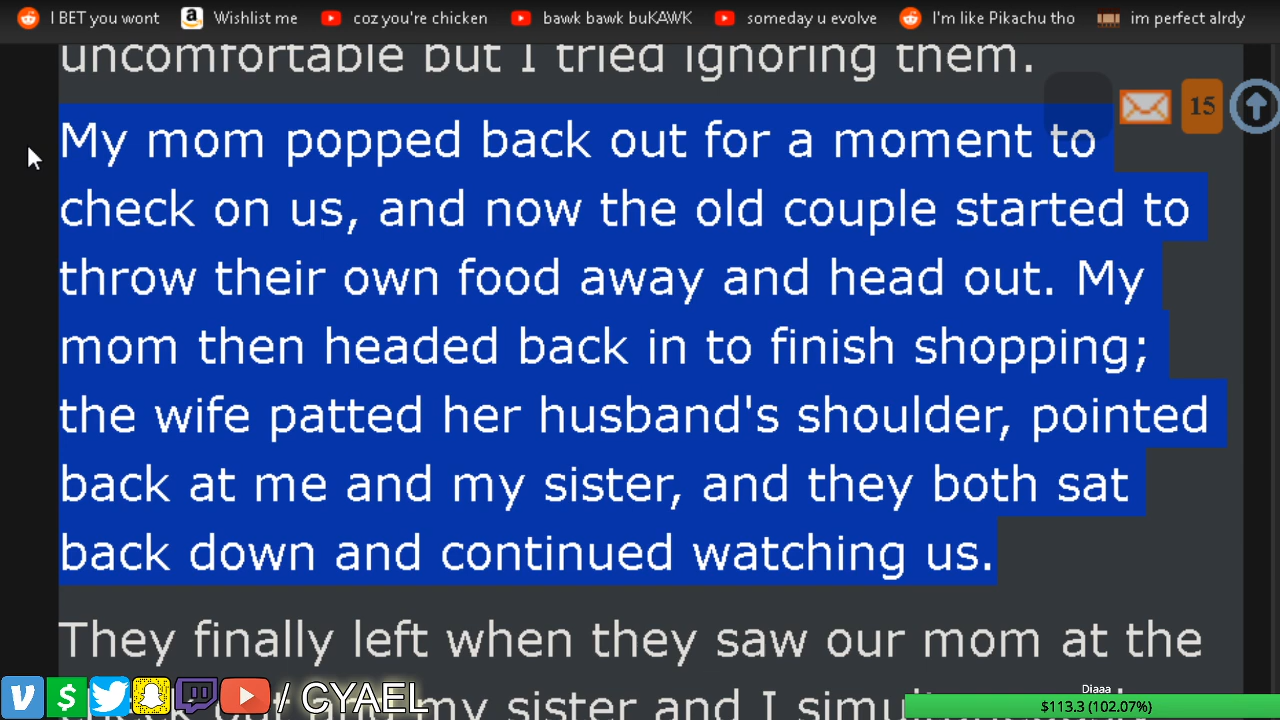 I BET you wont Wishlist me coz you're chicken bawk bawk buKAWK someday u evolve I'm like Pikachu tho im perfect alrdy
uncomfortable but I tried ignoring them.
15
My mom popped back out for a moment to
check on us, and now the old couple started to
throw their own food away and head out. My
mom then headed back in to finish shopping;
the wife patted her husband's shoulder, pointed
back at me and my sister, and they both sat
back down and continued watching us.
They finally left when they saw our mom at the
/ CYAEL
my sister and I
Diaaa
$113.3 (102.07%)